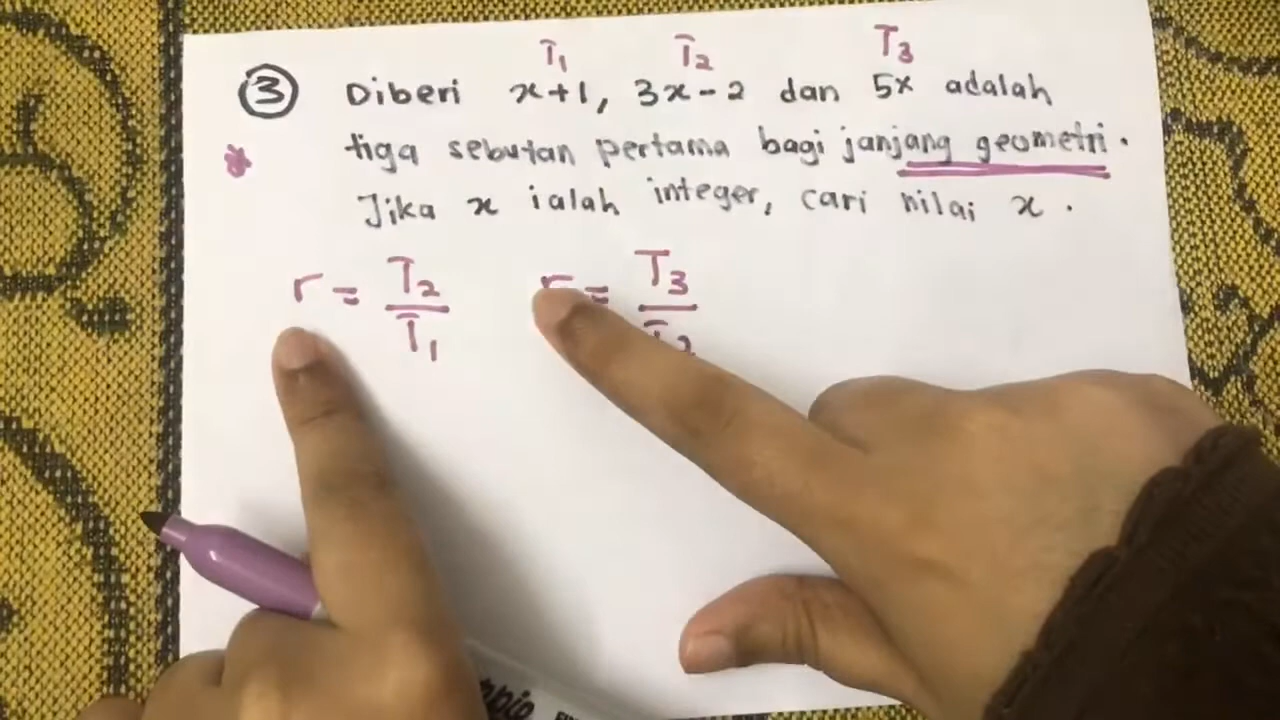 T1 T2 T3
③ Diberi x+1, 3x-2 dan 5x adalah
* tiga sebutan pertama bagi janjang geometri.
Jika x ialah integer, cari nilai x.
r = T2/T1 r = T3/T2